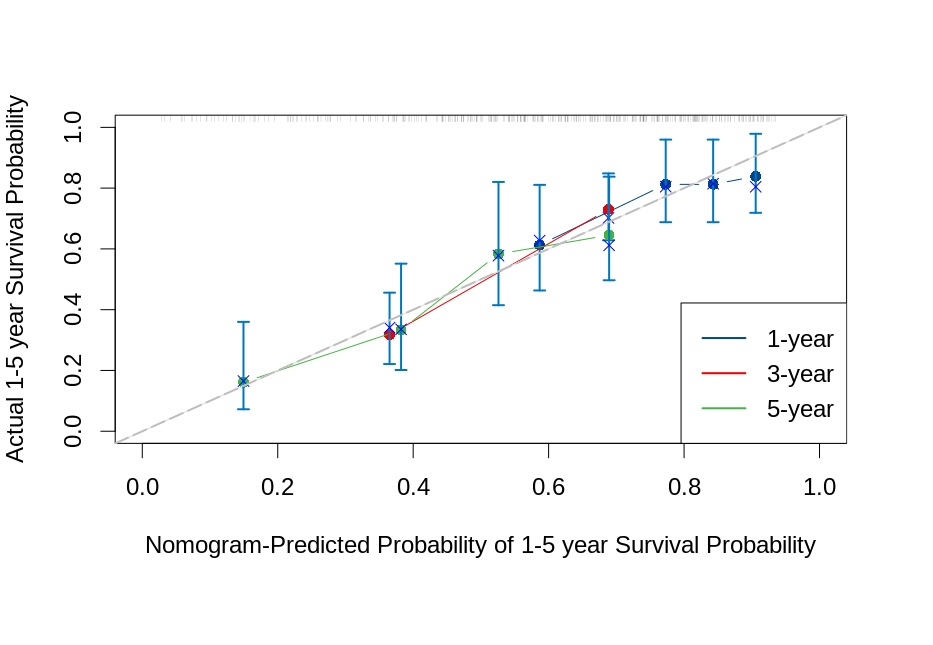 Actual 1-5 year Survival Probability
1.0
0.8
0.6
0.4
0.2
0.0
1-year
3-year
5-year
0.0 0.2 0.4 0.6 0.8 1.0
Nomogram-Predicted Probability of 1-5 year Survival Probability